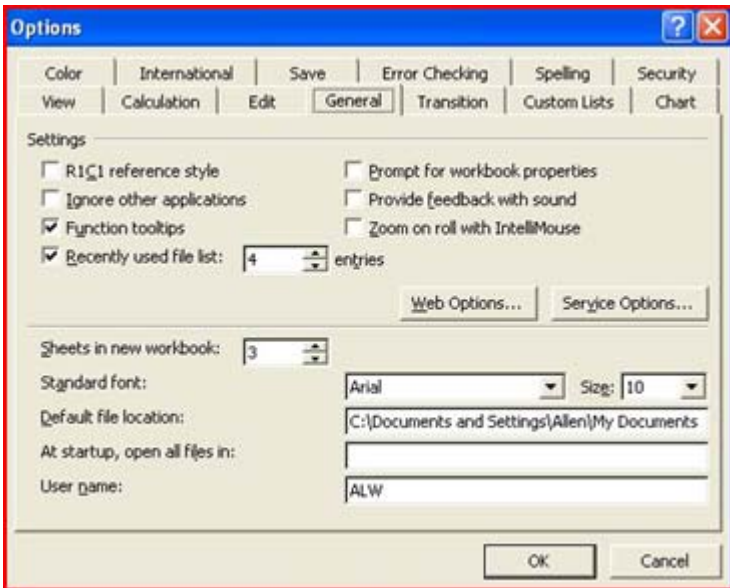 Options
Color International Save Error Checking Spelling Security
View Calculation Edit General Transition Custom Lists Chart
Settings
R1C1 reference style Prompt for workbook properties
Ignore other applications Provide feedback with sound
Function tooltips Zoom on roll with IntelliMouse
Recently used file list: 4 entries
Web Options... Service Options...
Sheets in new workbook: 3
Standard font: Arial Size: 10
Default file location: C:\Documents and Settings\Allen\My Documents
At startup, open all files in:
User name: ALW
OK Cancel